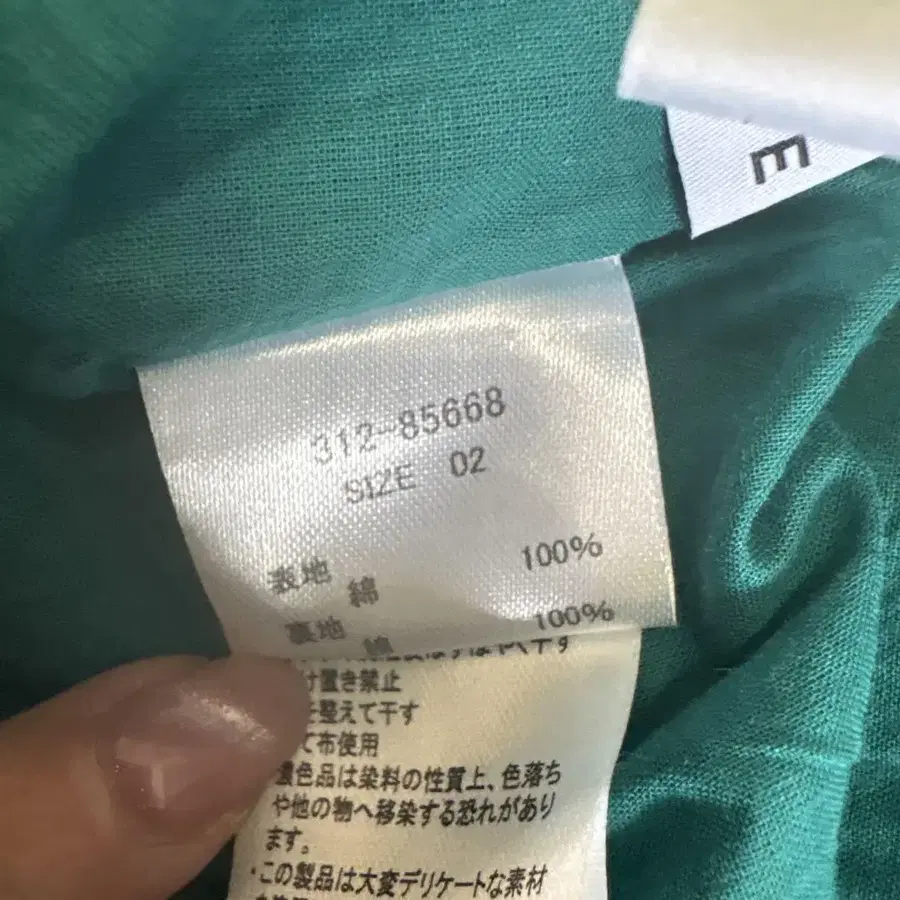 E
312-85668
SIZE 02
表地
綿 100%
裏地
綿 100%
け置き禁止
を整えて干す
て布使用
濃色品は染料の性質上、色落ち
や他の物へ移染する恐れがあり
ます。
・この製品は大変デリケートな素材